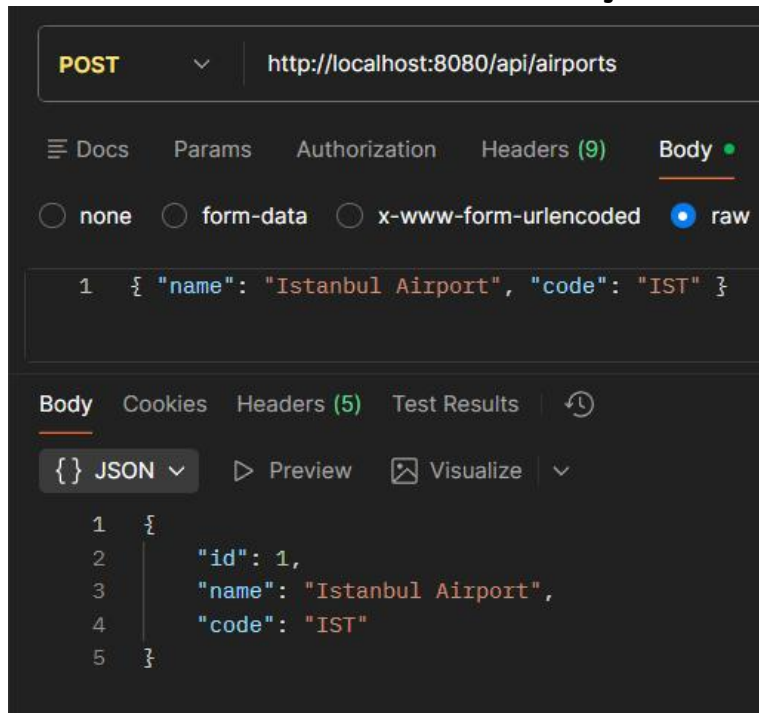 POST http://localhost:8080/api/airports
Docs Params Authorization Headers (9) Body
none form-data x-www-form-urlencoded raw
1 { "name": "Istanbul Airport", "code": "IST" }
Body Cookies Headers (5) Test Results
{} JSON Preview Visualize
1 {
2 "id": 1,
3 "name": "Istanbul Airport",
4 "code": "IST"
5 }